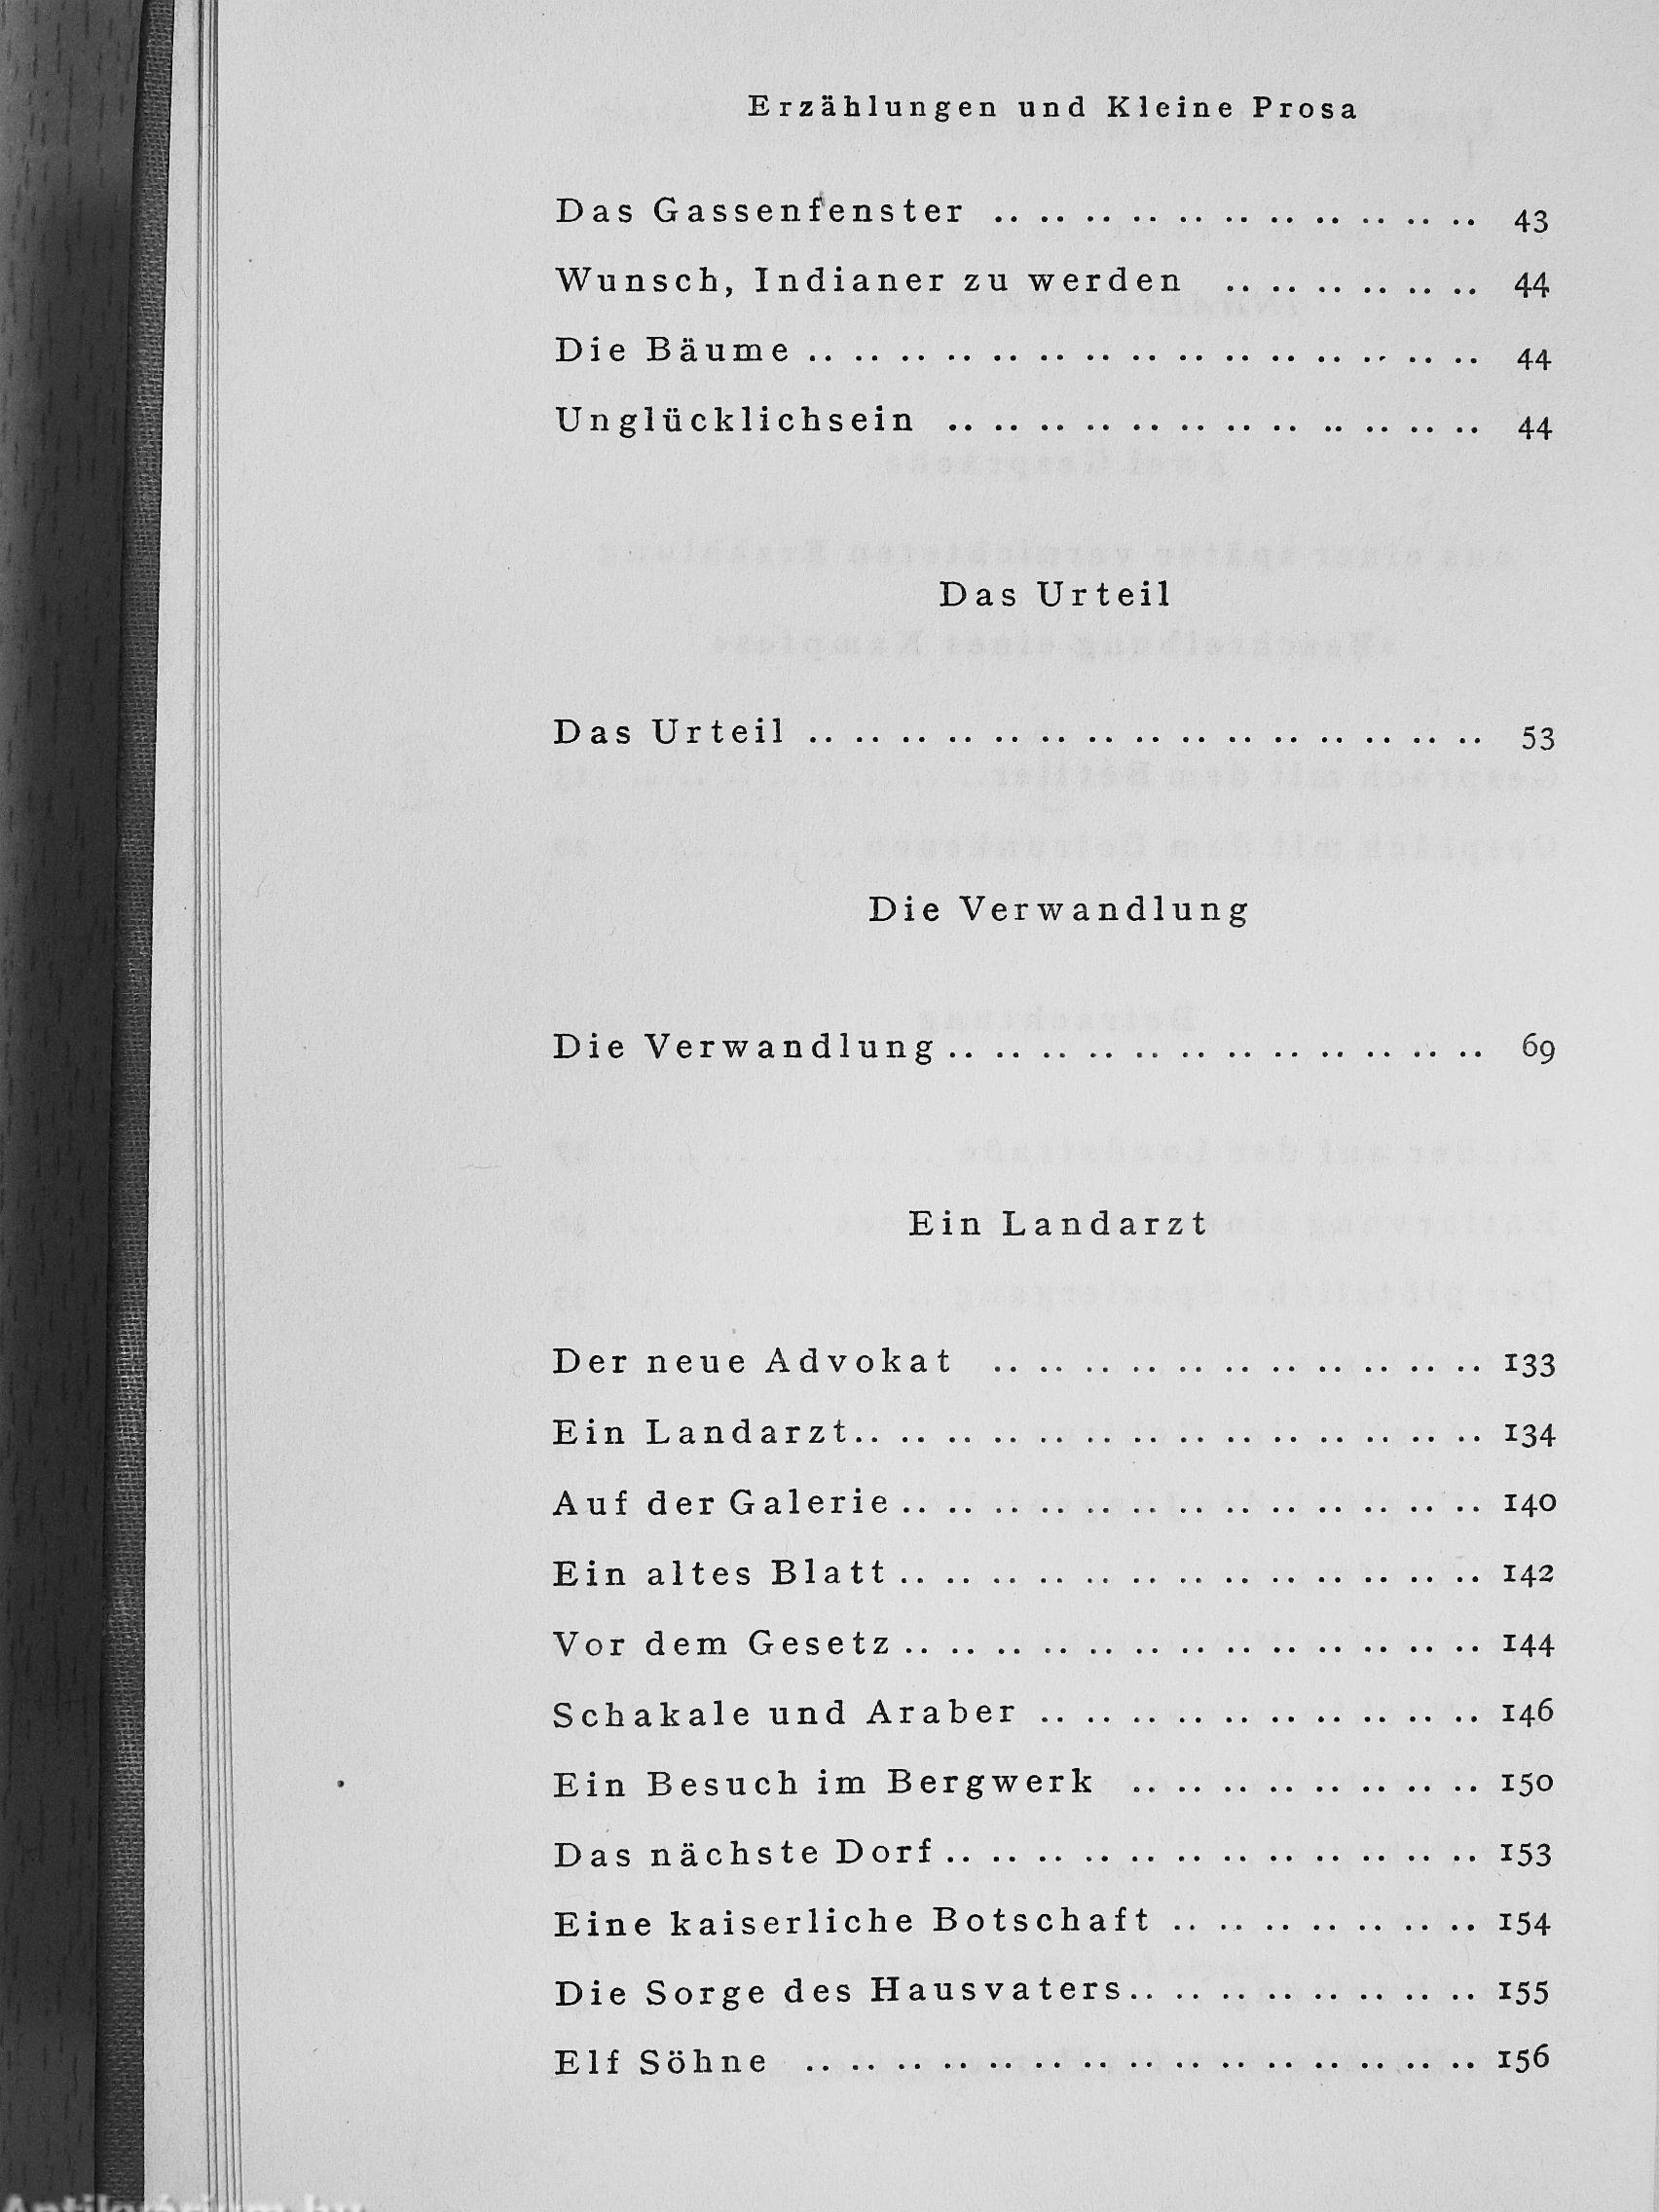 Erzählungen und Kleine Prosa
Das Gassenfenster .. .. .. .. .. .. .. .. .. .. .. 43
Wunsch, Indianer zu werden .. .. .. .. .. .. 44
Die Bäume .. .. .. .. .. .. .. .. .. .. .. .. .. .. .. 44
Unglücklichsein .. .. .. .. .. .. .. .. .. .. .. .. 44
Das Urteil
Das Urteil .. .. .. .. .. .. .. .. .. .. .. .. .. .. .. 53
Die Verwandlung
Die Verwandlung .. .. .. .. .. .. .. .. .. .. .. .. 69
Ein Landarzt
Der neue Advokat .. .. .. .. .. .. .. .. .. .. .. 133
Ein Landarzt .. .. .. .. .. .. .. .. .. .. .. .. .. .. 134
Auf der Galerie .. .. .. .. .. .. .. .. .. .. .. .. .. 140
Ein altes Blatt .. .. .. .. .. .. .. .. .. .. .. .. .. 142
Vor dem Gesetz .. .. .. .. .. .. .. .. .. .. .. .. .. 144
Schakale und Araber .. .. .. .. .. .. .. .. .. .. 146
Ein Besuch im Bergwerk .. .. .. .. .. .. .. .. 150
Das nächste Dorf .. .. .. .. .. .. .. .. .. .. .. .. 153
Eine kaiserliche Botschaft .. .. .. .. .. .. .. 154
Die Sorge des Hausvaters .. .. .. .. .. .. .. .. 155
Elf Söhne .. .. .. .. .. .. .. .. .. .. .. .. .. .. .. 156